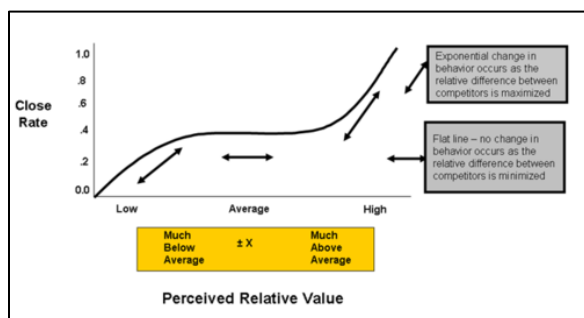 1.0
.8
.6
.4
.2
0.0
Close
Rate
Low
Average
High
Exponential change in
behavior occurs as the
relative difference between
competitors is maximized
Flat line – no change in
behavior occurs as the
relative difference between
competitors is minimized
Much
Below
Average
± X
Much
Above
Average
Perceived Relative Value